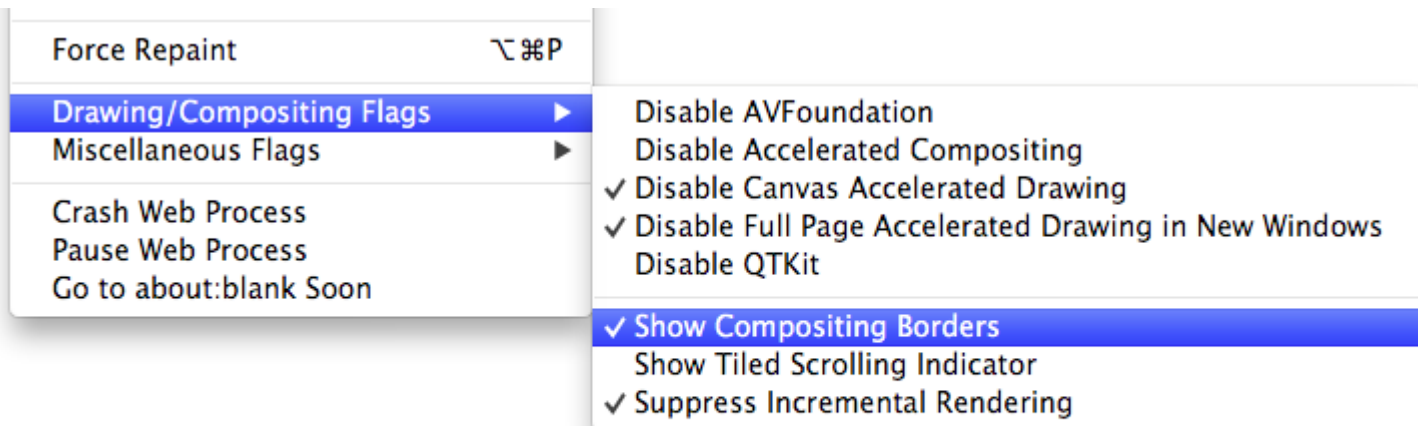 Force Repaint ⌥⌘P
Drawing/Compositing Flags ▶
Miscellaneous Flags ▶
Crash Web Process
Pause Web Process
Go to about:blank Soon
Disable AVFoundation
Disable Accelerated Compositing
✓ Disable Canvas Accelerated Drawing
✓ Disable Full Page Accelerated Drawing in New Windows
Disable QTKit
✓ Show Compositing Borders
Show Tiled Scrolling Indicator
✓ Suppress Incremental Rendering